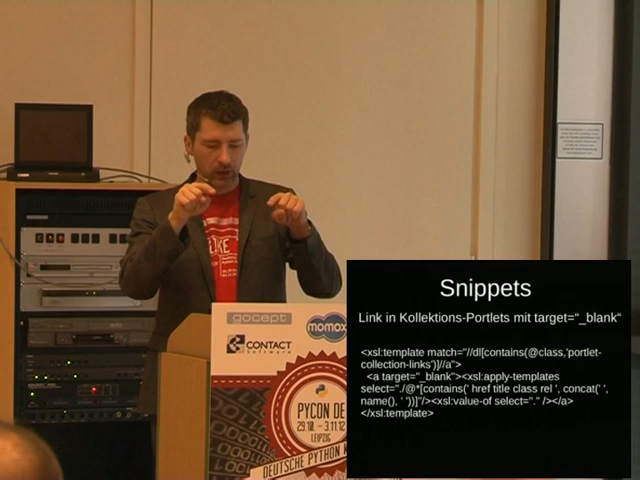 LIKE
gocept
momox
CONTACT
Software
PYCON DE
29.10. - 3.11.12
LEIPZIG
DEUTSCHE PYTHON K
Snippets
Link in Kollektions-Portlets mit target="_blank"
<xsl:template match="//dl[contains(@class,'portlet-
collection-links')]//a">
<a target="_blank"><xsl:apply-templates
select="./@*[contains(' href title class rel ', concat(' ',
name(), ' '))]"/><xsl:value-of select="." /></a>
</xsl:template>